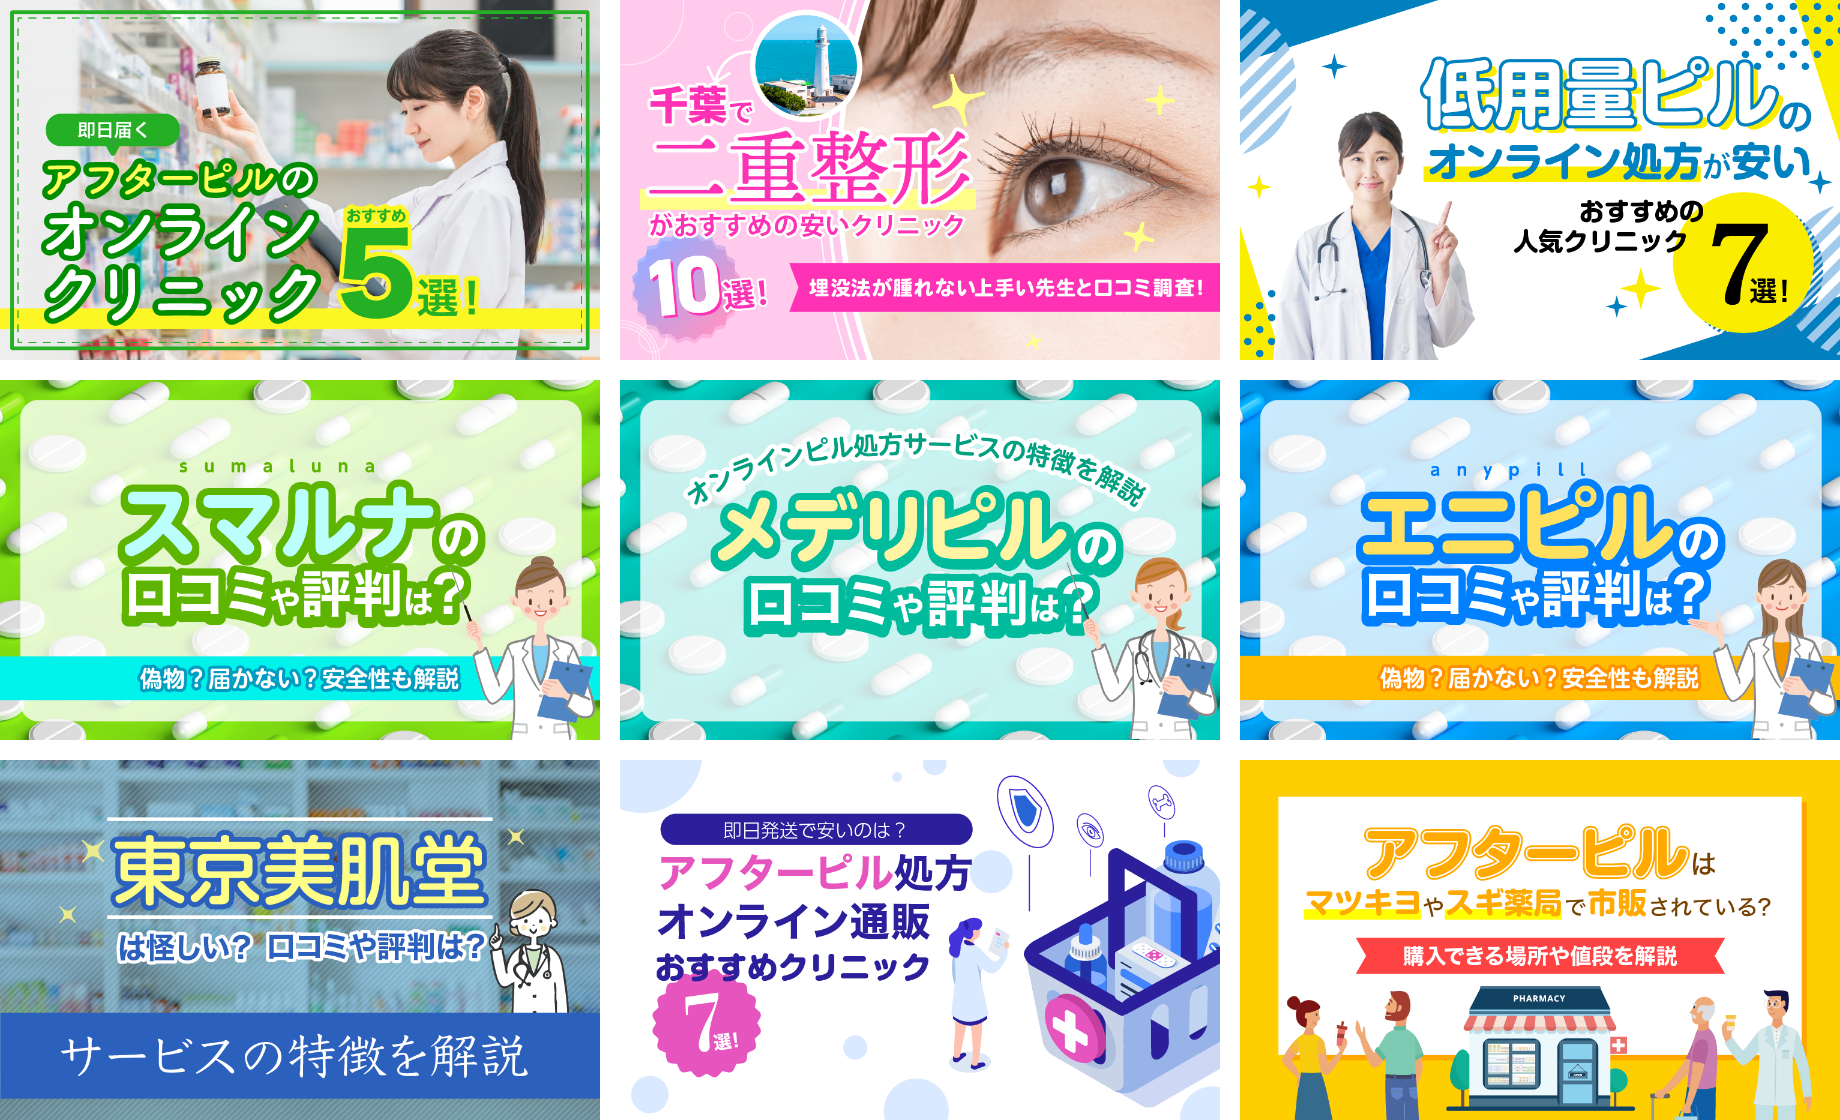 即日届く
アフターピルの
オンライン
クリニック
おすすめ
5選!
千葉で
二重整形
がおすすめの安いクリニック
10選!
埋没法が腫れない上手い先生と口コミ調査!
低用量ピルの
オンライン処方が安い
おすすめの
人気クリニック
7選!
sumaluna
スマルナの
口コミや評判は?
偽物?届かない?安全性も解説
オンラインピル処方サービスの特徴を解説
メデリピルの
口コミや評判は?
anypill
エニピルの
口コミや評判は?
偽物?届かない?安全性も解説
東京美肌堂
は怪しい? 口コミや評判は?
サービスの特徴を解説
即日発送で安いのは?
アフターピル処方
オンライン通販
おすすめクリニック
7選!
アフターピルは
マツキヨやスギ薬局で市販されている?
購入できる場所や値段を解説
PHARMACY